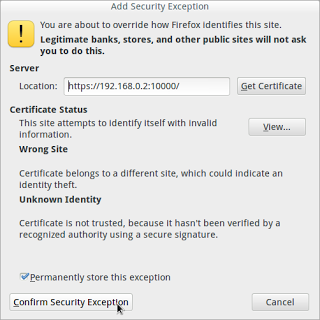 Add Security Exception
You are about to override how Firefox identifies this site.
Legitimate banks, stores, and other public sites will not
ask you to do this.
Server
Location: https://192.168.0.2:10000/ Get Certificate
Certificate Status
This site attempts to identify itself with invalid
information.
View...
Wrong Site
Certificate belongs to a different site, which could indicate an
identity theft.
Unknown Identity
Certificate is not trusted, because it hasn't been verified by a
recognized authority using a secure signature.
Permanently store this exception
Confirm Security Exception Cancel